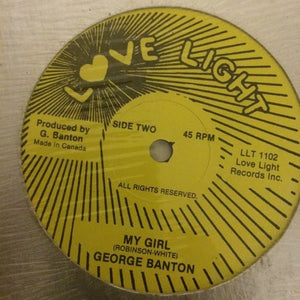 LOVE LIGHT
Produced by
G. Banton
Made in Canada
SIDE TWO
45 RPM
LLT 1102
Love Light
Records Inc.
ALL RIGHTS RESERVED.
MY GIRL
(ROBINSON-WHITE)
GEORGE BANTON